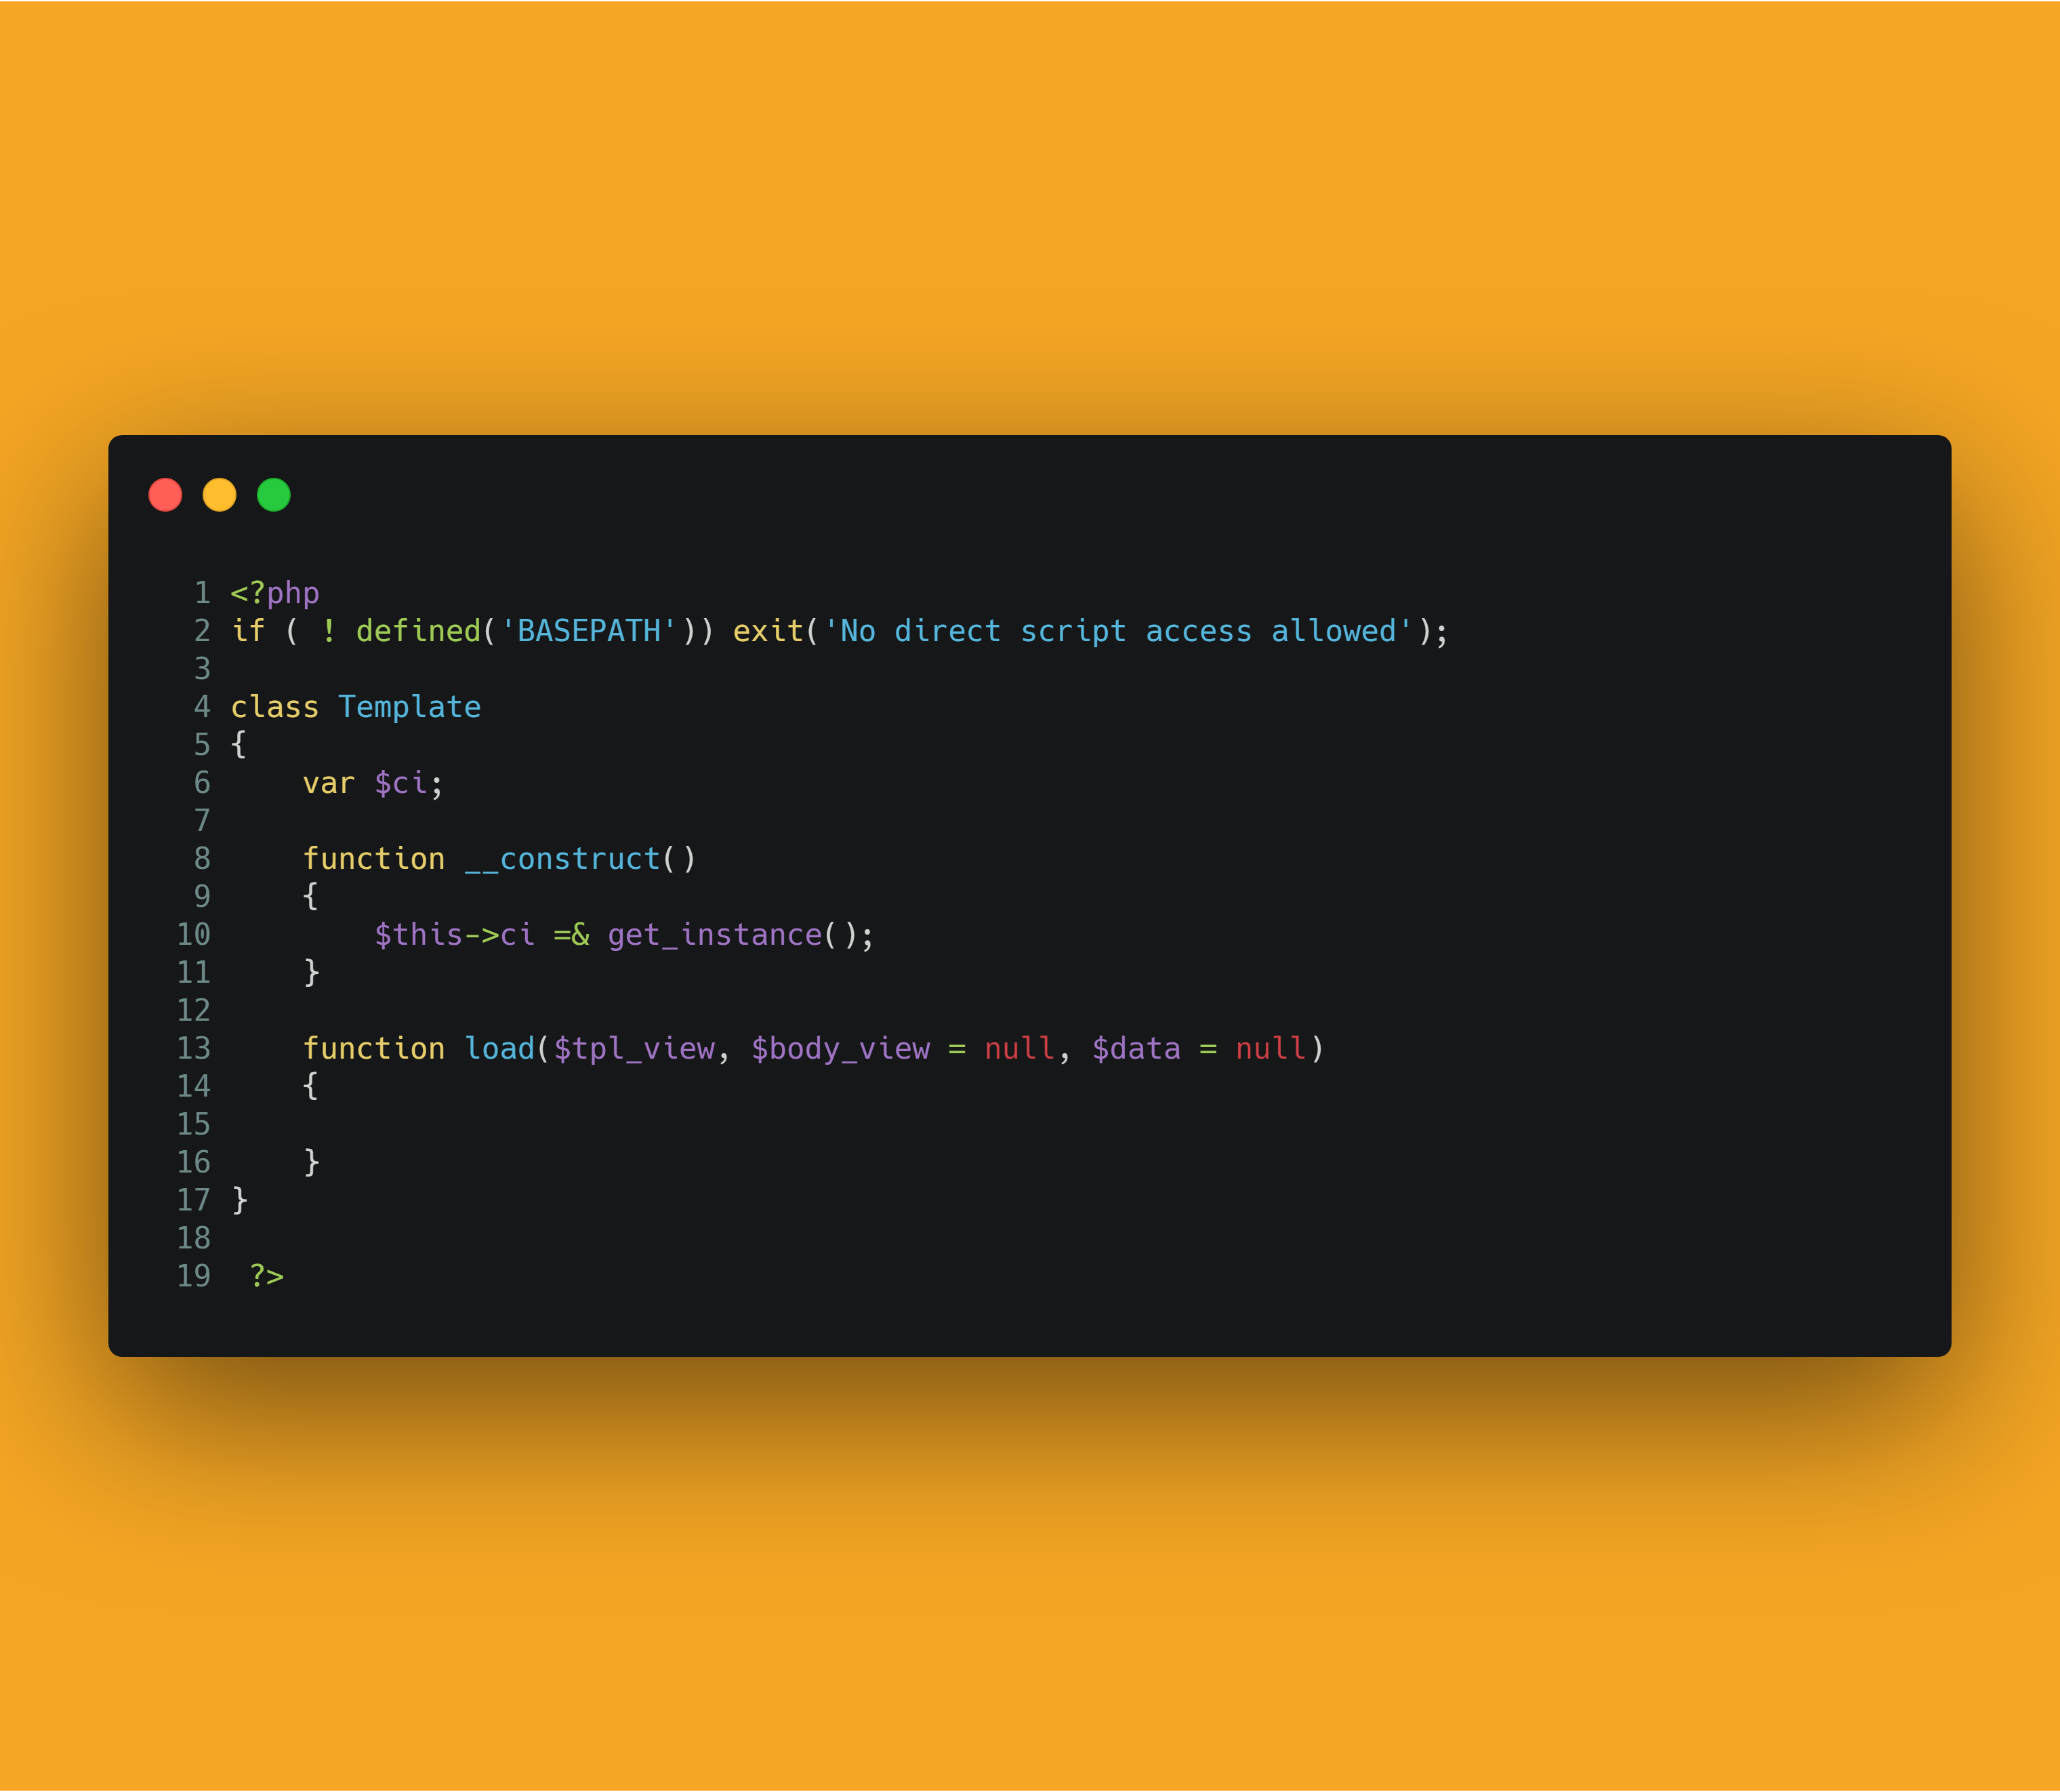 1 <?php
2 if ( ! defined('BASEPATH')) exit('No direct script access allowed');
3
4 class Template
5 {
6     var $ci;
7
8     function __construct()
9     {
10         $this->ci =& get_instance();
11     }
12
13     function load($tpl_view, $body_view = null, $data = null)
14     {
15
16     }
17 }
18
19  ?>